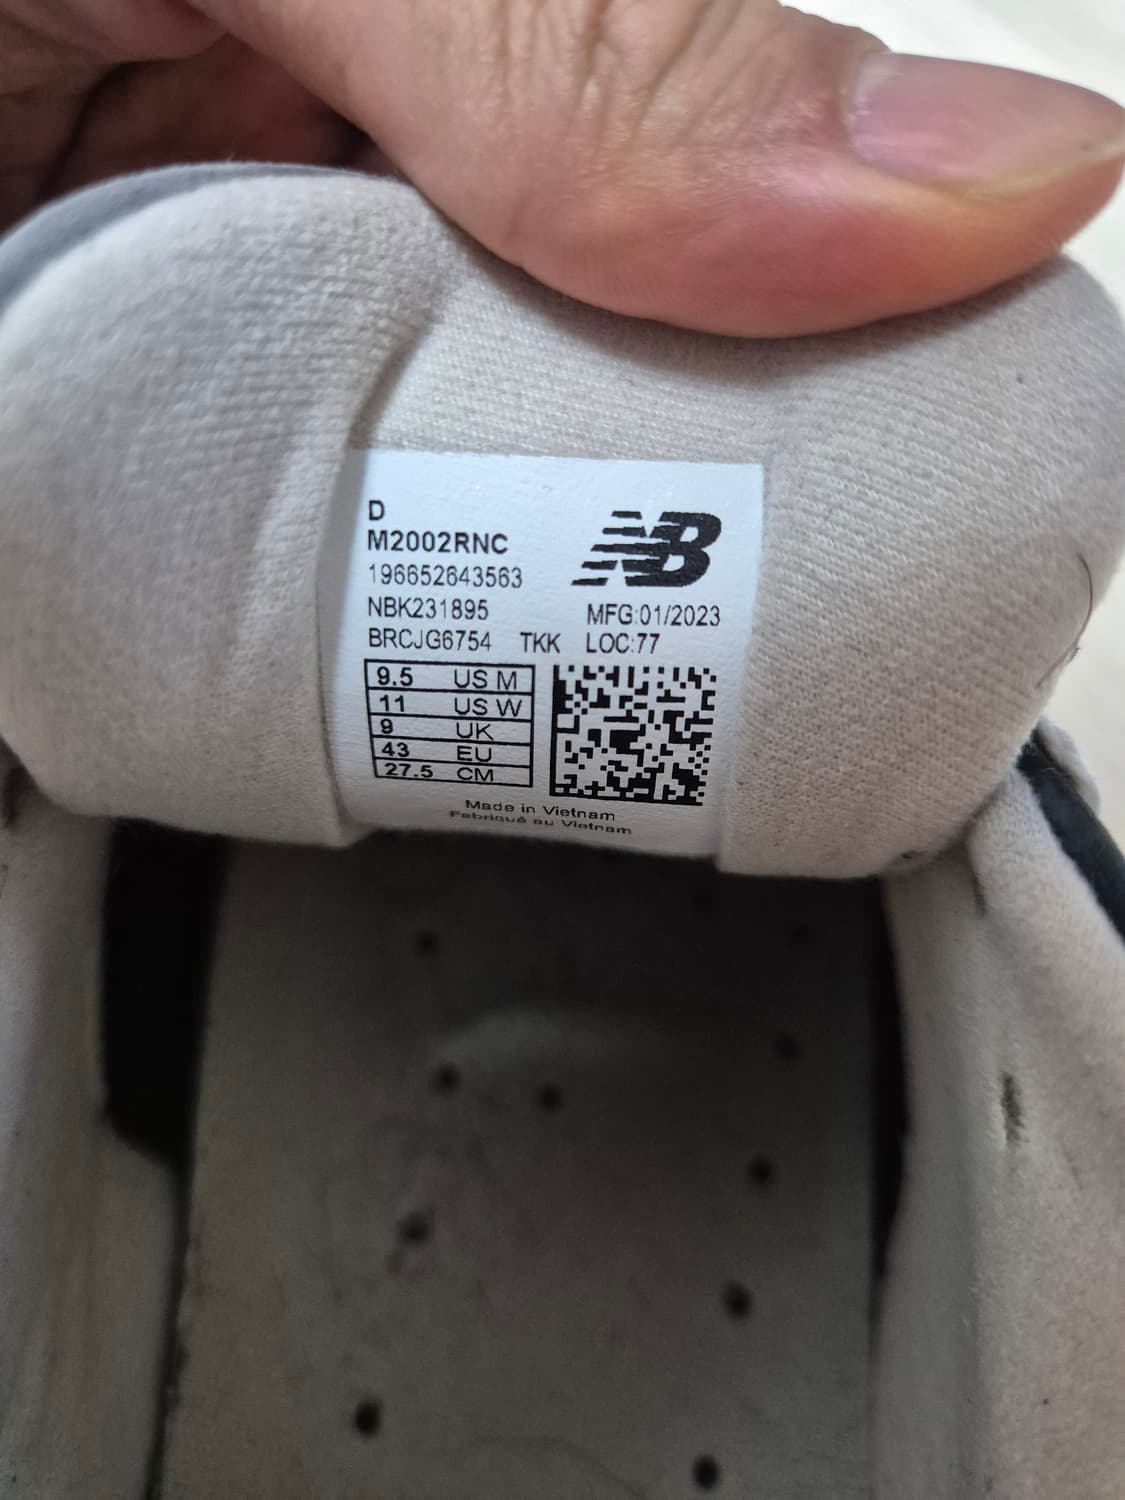 D
M2002RNC
196652643563
NBK231895 MFG:01/2023
BRCJG6754 TKK LOC:77
9.5 US M
11 US W
9 UK
43 EU
27.5 CM
Made in Vietnam
Fabriqué au Vietnam
NB